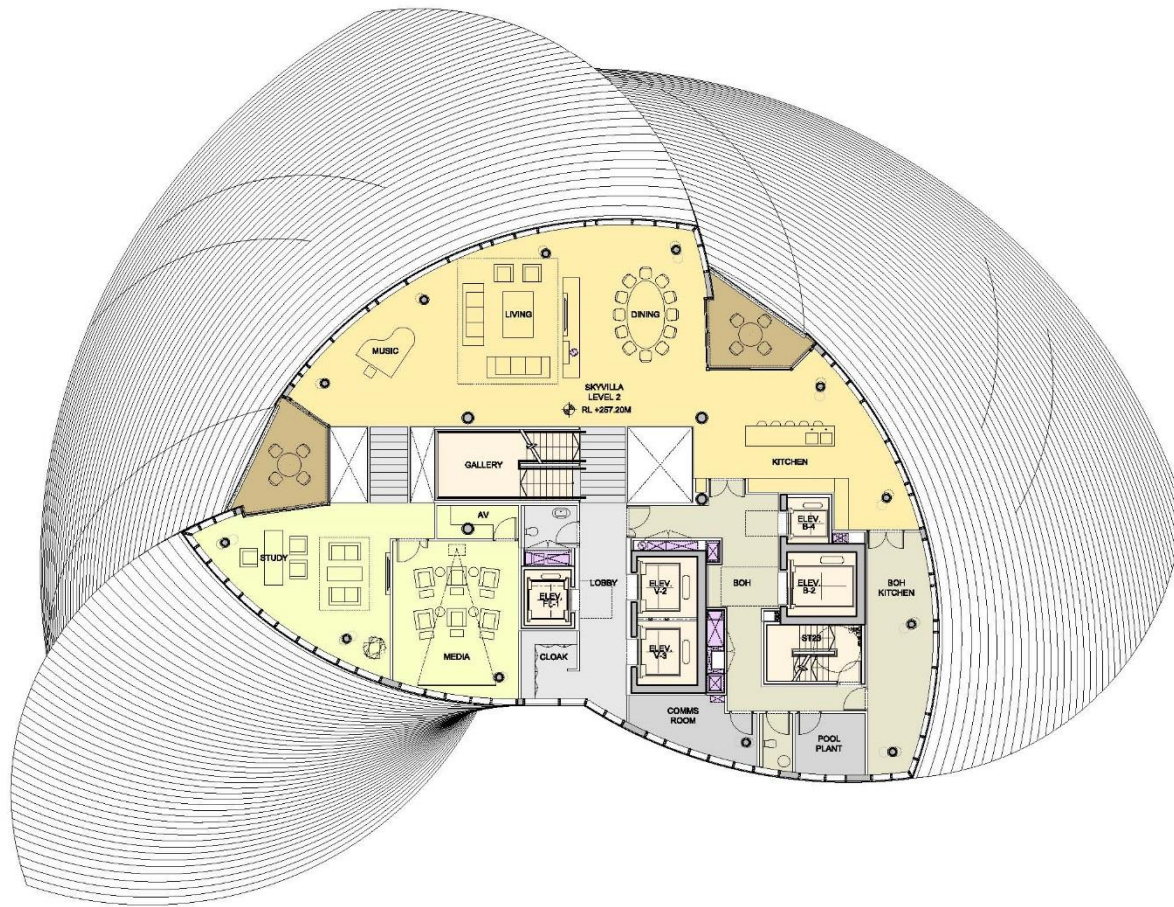 LIVING
DINING
MUSIC
SKYVILLA
LEVEL 2
RL +257.20M
GALLERY
KITCHEN
AV
ELEV.
B-4
STUDY
LOBBY
ELEV.
V-2
BOH
ELEV.
B-2
BOH
KITCHEN
ELEV.
ST23
ELEV.
V-3
MEDIA
CLOAK
COMMS
ROOM
POOL
PLANT